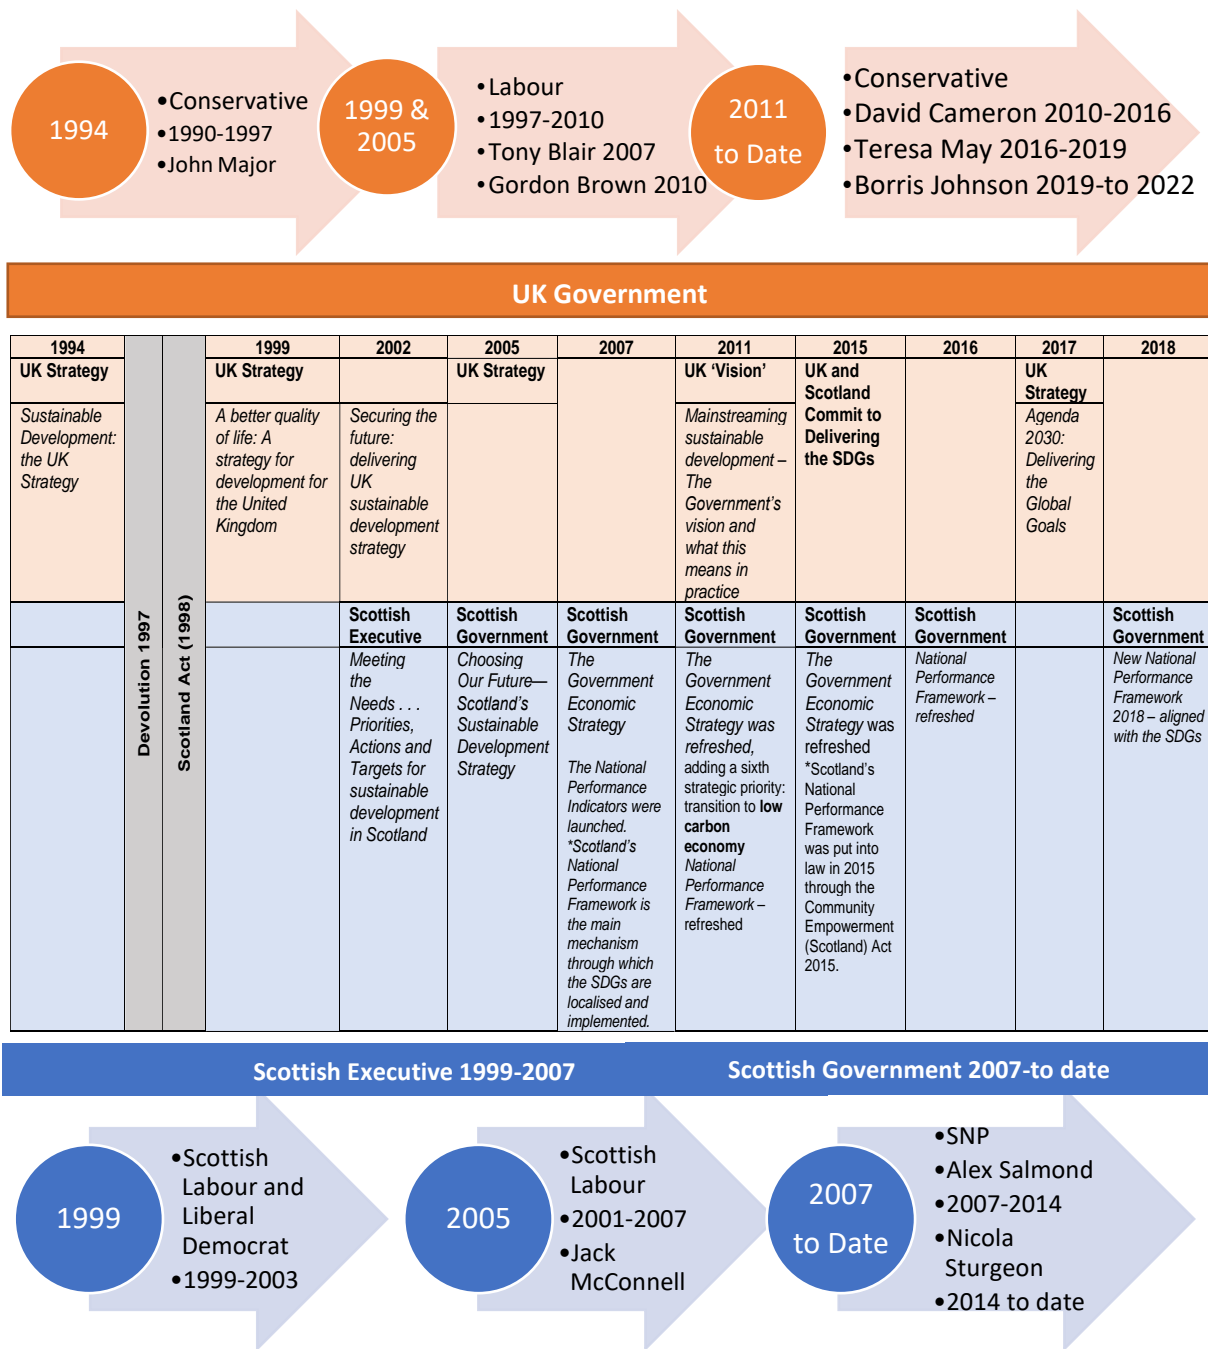 1994
•Conservative
•1990-1997
•John Major
1999 &
2005
•Labour
•1997-2010
•Tony Blair 2007
•Gordon Brown 2010
2011
to Date
•Conservative
•David Cameron 2010-2016
•Teresa May 2016-2019
•Borris Johnson 2019-to 2022
UK Government
1994
UK Strategy
Sustainable
Development:
the UK
Strategy
Devolution 1997
Scotland Act (1998)
1999
UK Strategy
A better quality
of life: A
strategy for
development for
the United
Kingdom
2002
Securing the
future:
delivering
UK
sustainable
development
strategy
2005
UK Strategy
2007
2011
UK ‘Vision’
Mainstreaming
sustainable
development –
The
Government’s
vision and
what this
means in
practice
2015
UK and
Scotland
Commit to
Delivering
the SDGs
2016
2017
UK
Strategy
Agenda
2030:
Delivering
the
Global
Goals
2018
Scottish
Executive
Meeting
the
Needs . . .
Priorities,
Actions and
Targets for
sustainable
development
in Scotland
Scottish
Government
Choosing
Our Future—
Scotland’s
Sustainable
Development
Strategy
Scottish
Government
The
Government
Economic
Strategy
The National
Performance
Indicators were
launched.
*Scotland’s
National
Performance
Framework is
the main
mechanism
through which
the SDGs are
localised and
implemented.
Scottish
Government
The
Government
Economic
Strategy was
refreshed,
adding a sixth
strategic priority:
transition to low
carbon
economy
National
Performance
Framework –
refreshed
Scottish
Government
The
Government
Economic
Strategy was
refreshed
*Scotland’s
National
Performance
Framework
was put into
law in 2015
through the
Community
Empowerment
(Scotland) Act
2015.
Scottish
Government
National
Performance
Framework –
refreshed
Scottish
Government
New National
Performance
Framework
2018 – aligned
with the SDGs
Scottish Executive 1999-2007
Scottish Government 2007-to date
1999
•Scottish
Labour and
Liberal
Democrat
•1999-2003
2005
•Scottish
Labour
•2001-2007
•Jack
McConnell
2007
to Date
•SNP
•Alex Salmond
•2007-2014
•Nicola
Sturgeon
•2014 to date